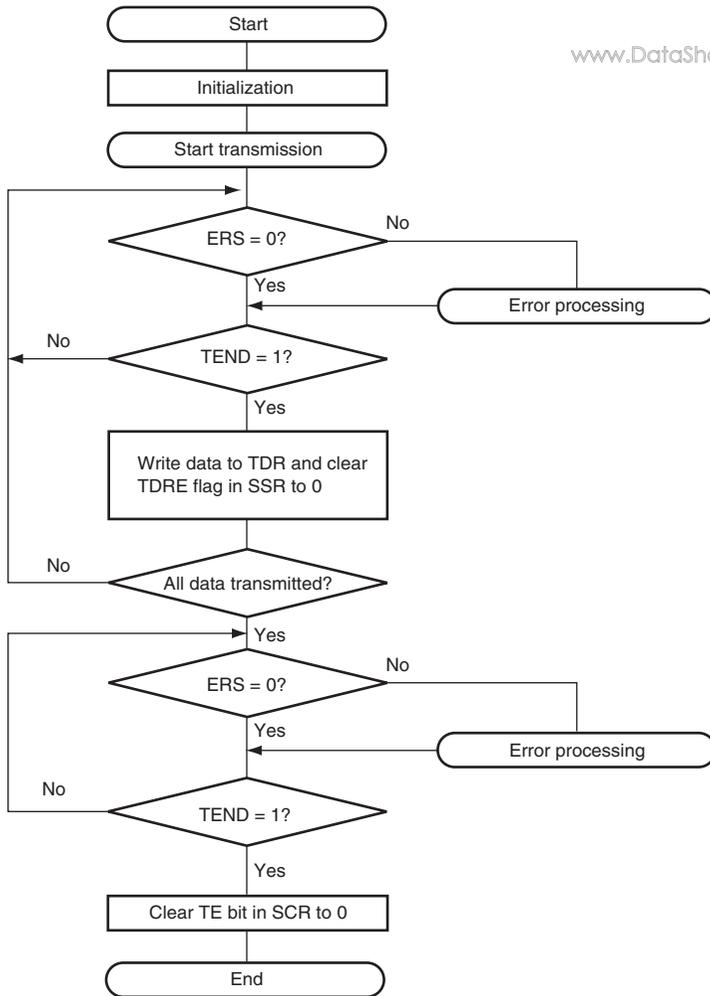 Start
www.DataSha
Initialization
Start transmission
ERS = 0?
No
Yes
Error processing
No
TEND = 1?
Yes
Write data to TDR and clear
TDRE flag in SSR to 0
No
All data transmitted?
Yes
ERS = 0?
No
Yes
Error processing
No
TEND = 1?
Yes
Clear TE bit in SCR to 0
End